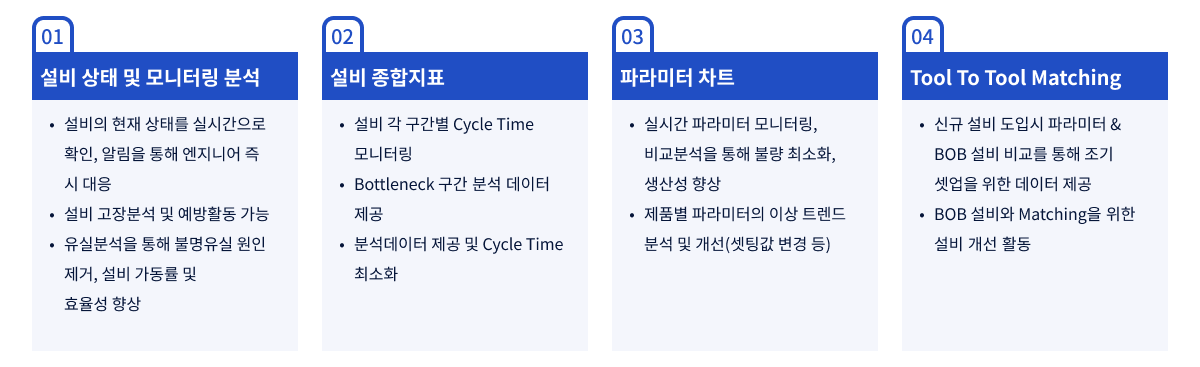 01
설비 상태 및 모니터링 분석
• 설비의 현재 상태를 실시간으로
확인, 알림을 통해 엔지니어 즉
시 대응
• 설비 고장분석 및 예방활동 가능
• 유실분석을 통해 불명유실 원인
제거, 설비 가동률 및
효율성 향상
02
설비 종합지표
• 설비 각 구간별 Cycle Time
모니터링
• Bottleneck 구간 분석 데이터
제공
• 분석데이터 제공 및 Cycle Time
최소화
03
파라미터 차트
• 실시간 파라미터 모니터링,
비교분석을 통해 불량 최소화,
생산성 향상
• 제품별 파라미터의 이상 트렌드
분석 및 개선(셋팅값 변경 등)
04
Tool To Tool Matching
• 신규 설비 도입시 파라미터 &
BOB 설비 비교를 통해 조기
셋업을 위한 데이터 제공
• BOB 설비와 Matching을 위한
설비 개선 활동